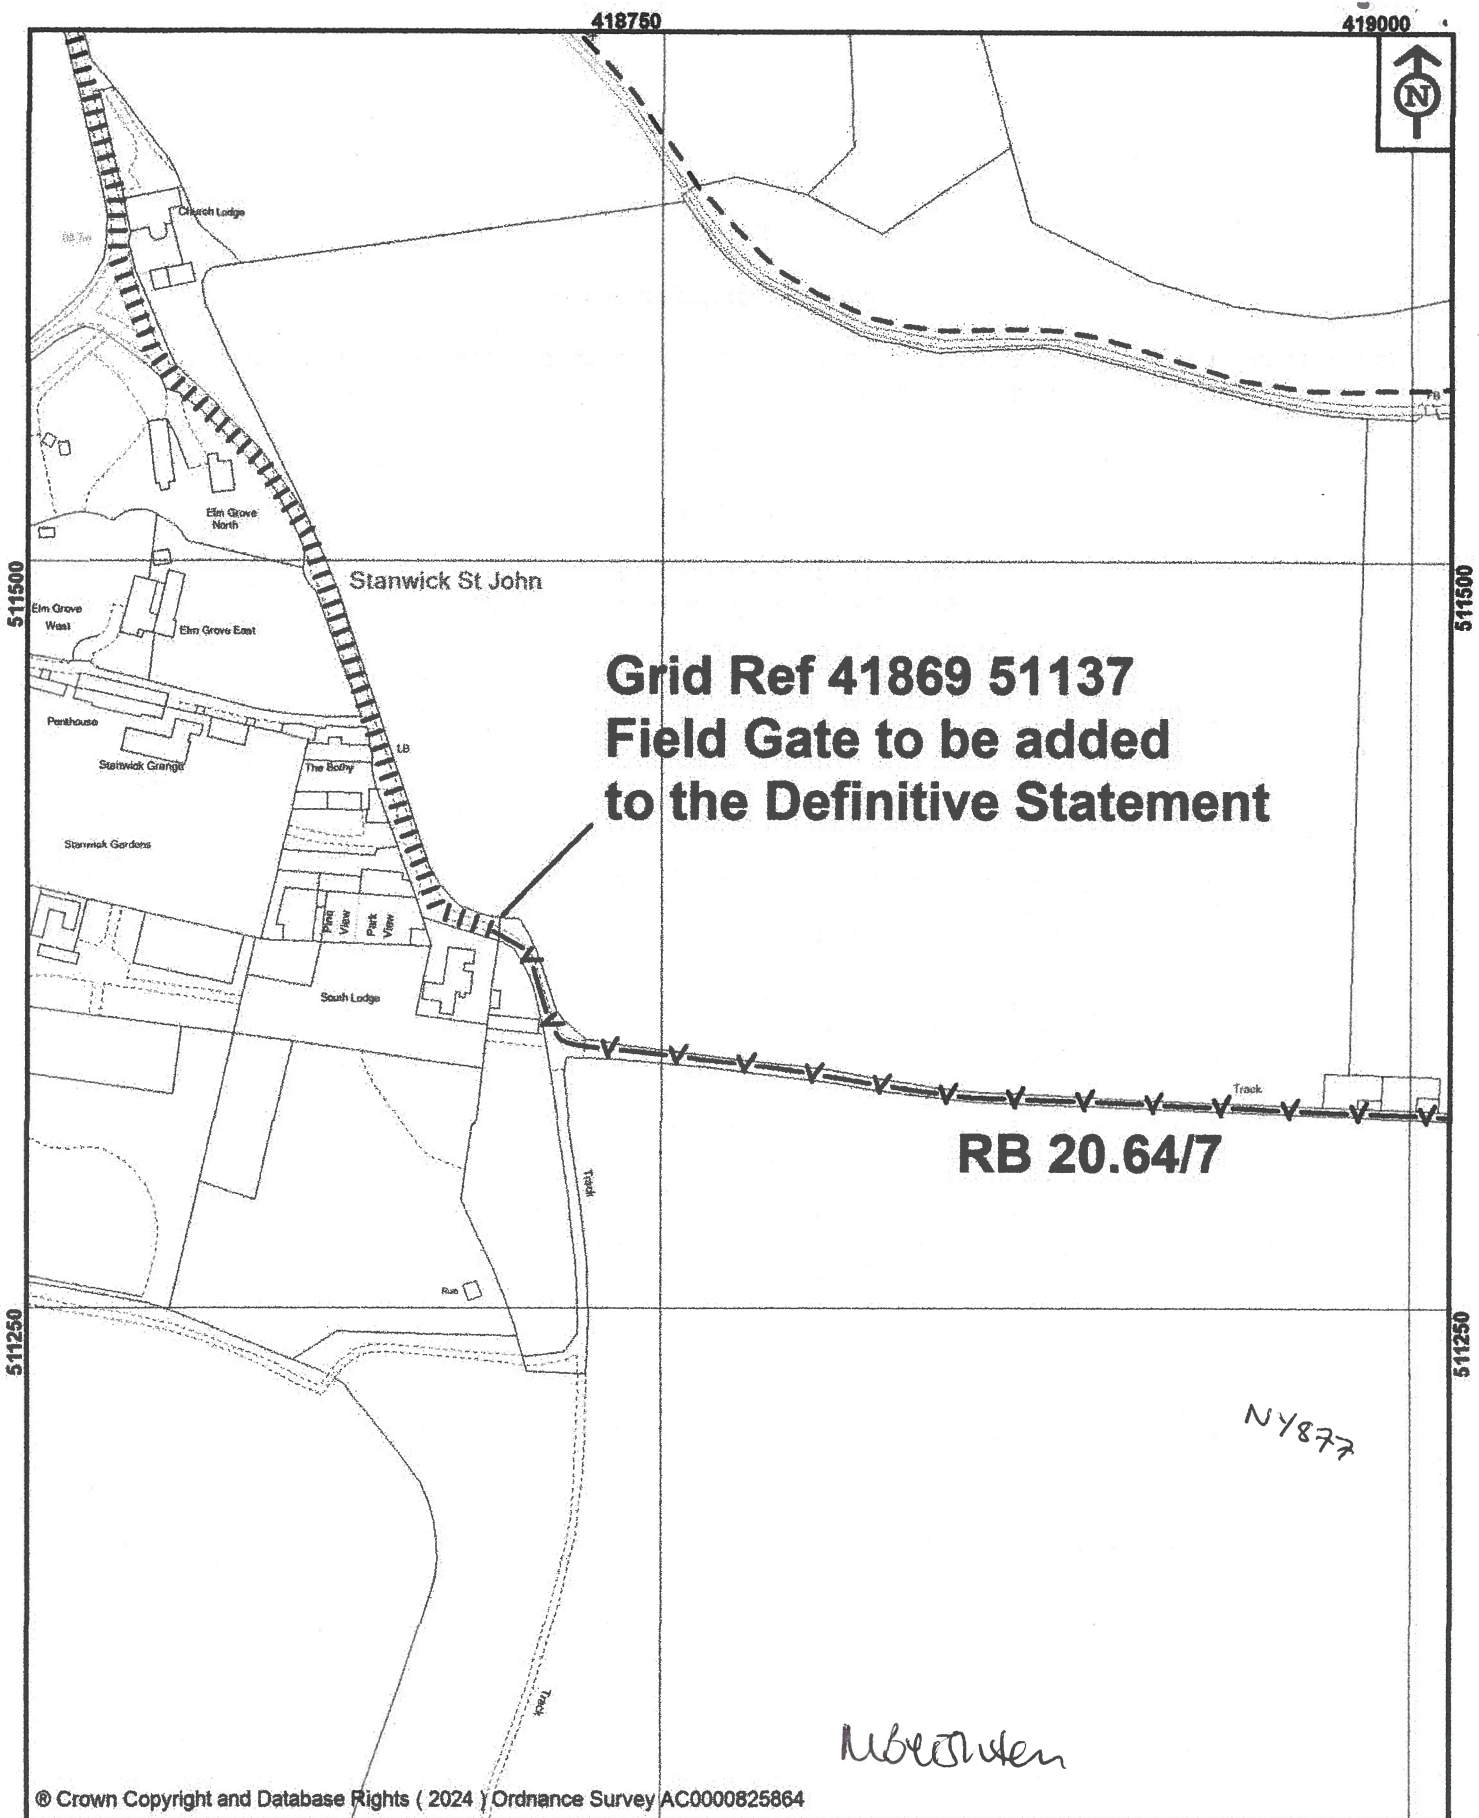 418750
419000
N
Church Lodge
FB
Elm Grove
North
511500
511500
Stanwick St John
Elm Grove
West
Elm Grove East
Grid Ref 41869 51137
Field Gate to be added
to the Definitive Statement
Penthouse
LB
Stanwick Grange
The Bothy
Stanwick Gardens
Pine
View
Park
View
South Lodge
Track
RB 20.64/7
Track
511250
511250
NY877
Track
® Crown Copyright and Database Rights ( 2024 ) Ordnance Survey AC0000825864